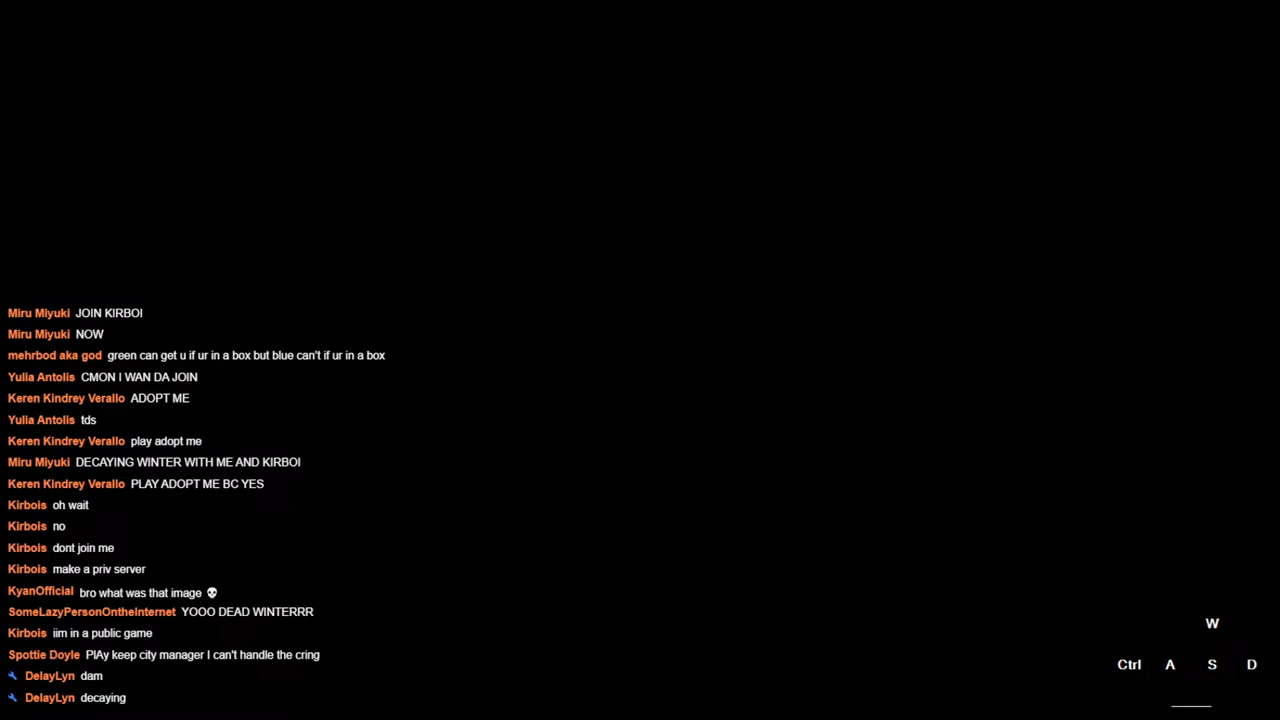 Miru Miyuki JOIN KIRBOI
Miru Miyuki NOW
mehrbod aka god green can get u if ur in a box but blue can't if ur in a box
Yulia Antolis CMON I WAN DA JOIN
Keren Kindrey Verallo ADOPT ME
Yulia Antolis tds
Keren Kindrey Verallo play adopt me
Miru Miyuki DECAYING WINTER WITH ME AND KIRBOI
Keren Kindrey Verallo PLAY ADOPT ME BC YES
Kirbois oh wait
Kirbois no
Kirbois dont join me
Kirbois make a priv server
KyanOfficial bro what was that image 💀
SomeLazyPersonOntheInternet YOOO DEAD WINTERRR
Kirbois iim in a public game
Spottie Doyle PlAy keep city manager I can't handle the cring
DelayLyn dam
DelayLyn decaying
W
Ctrl A S D